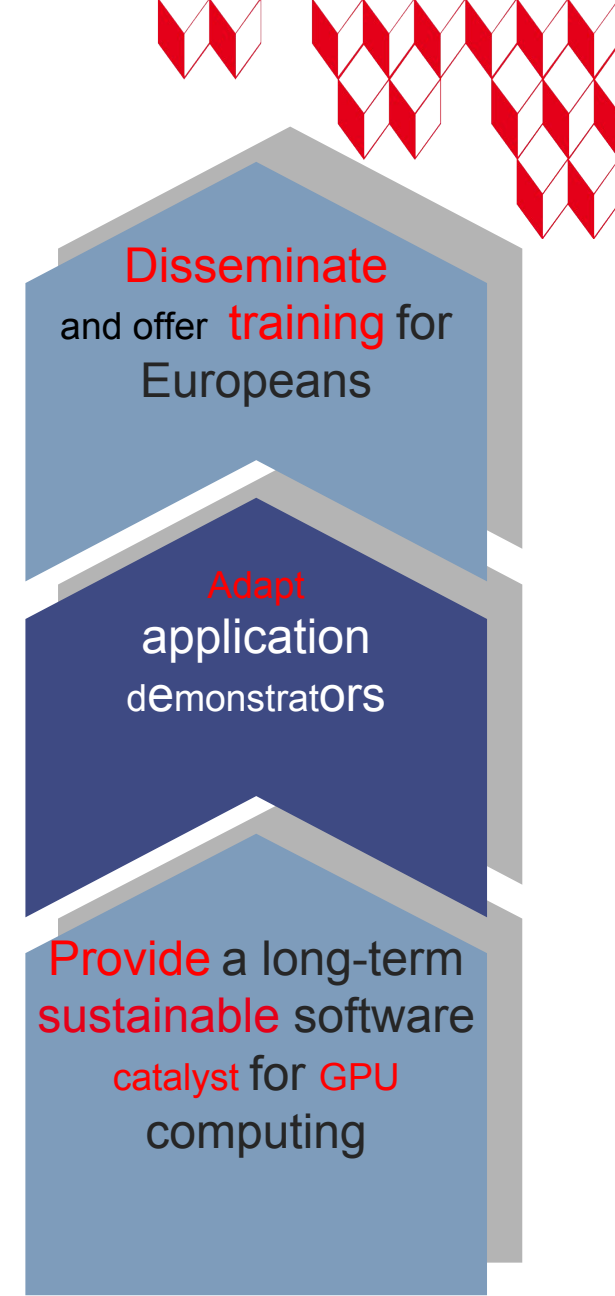 Disseminate
and offer training for
Europeans
Adapt
application
demonstrators
Provide a long-term
sustainable software
catalyst for GPU
computing